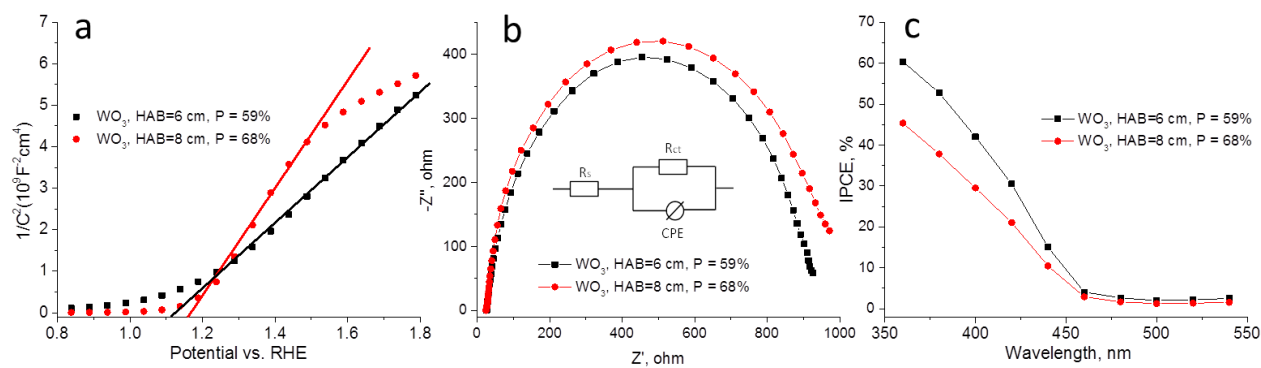 a
7
6
5
4
3
2
1
0
1/C²(10⁹F⁻²cm⁴)
WO₃, HAB=6 cm, P = 59%
WO₃, HAB=8 cm, P = 68%
0.8 1.0 1.2 1.4 1.6 1.8
Potential vs. RHE
b
400
300
200
100
0
-Z", ohm
Rₛ
R꜀ₜ
CPE
WO₃, HAB=6 cm, P = 59%
WO₃, HAB=8 cm, P = 68%
0 200 400 600 800 1000
Z', ohm
c
70
60
50
40
30
20
10
0
IPCE, %
WO₃, HAB=6 cm, P = 59%
WO₃, HAB=8 cm, P = 68%
350 400 450 500 550
Wavelength, nm